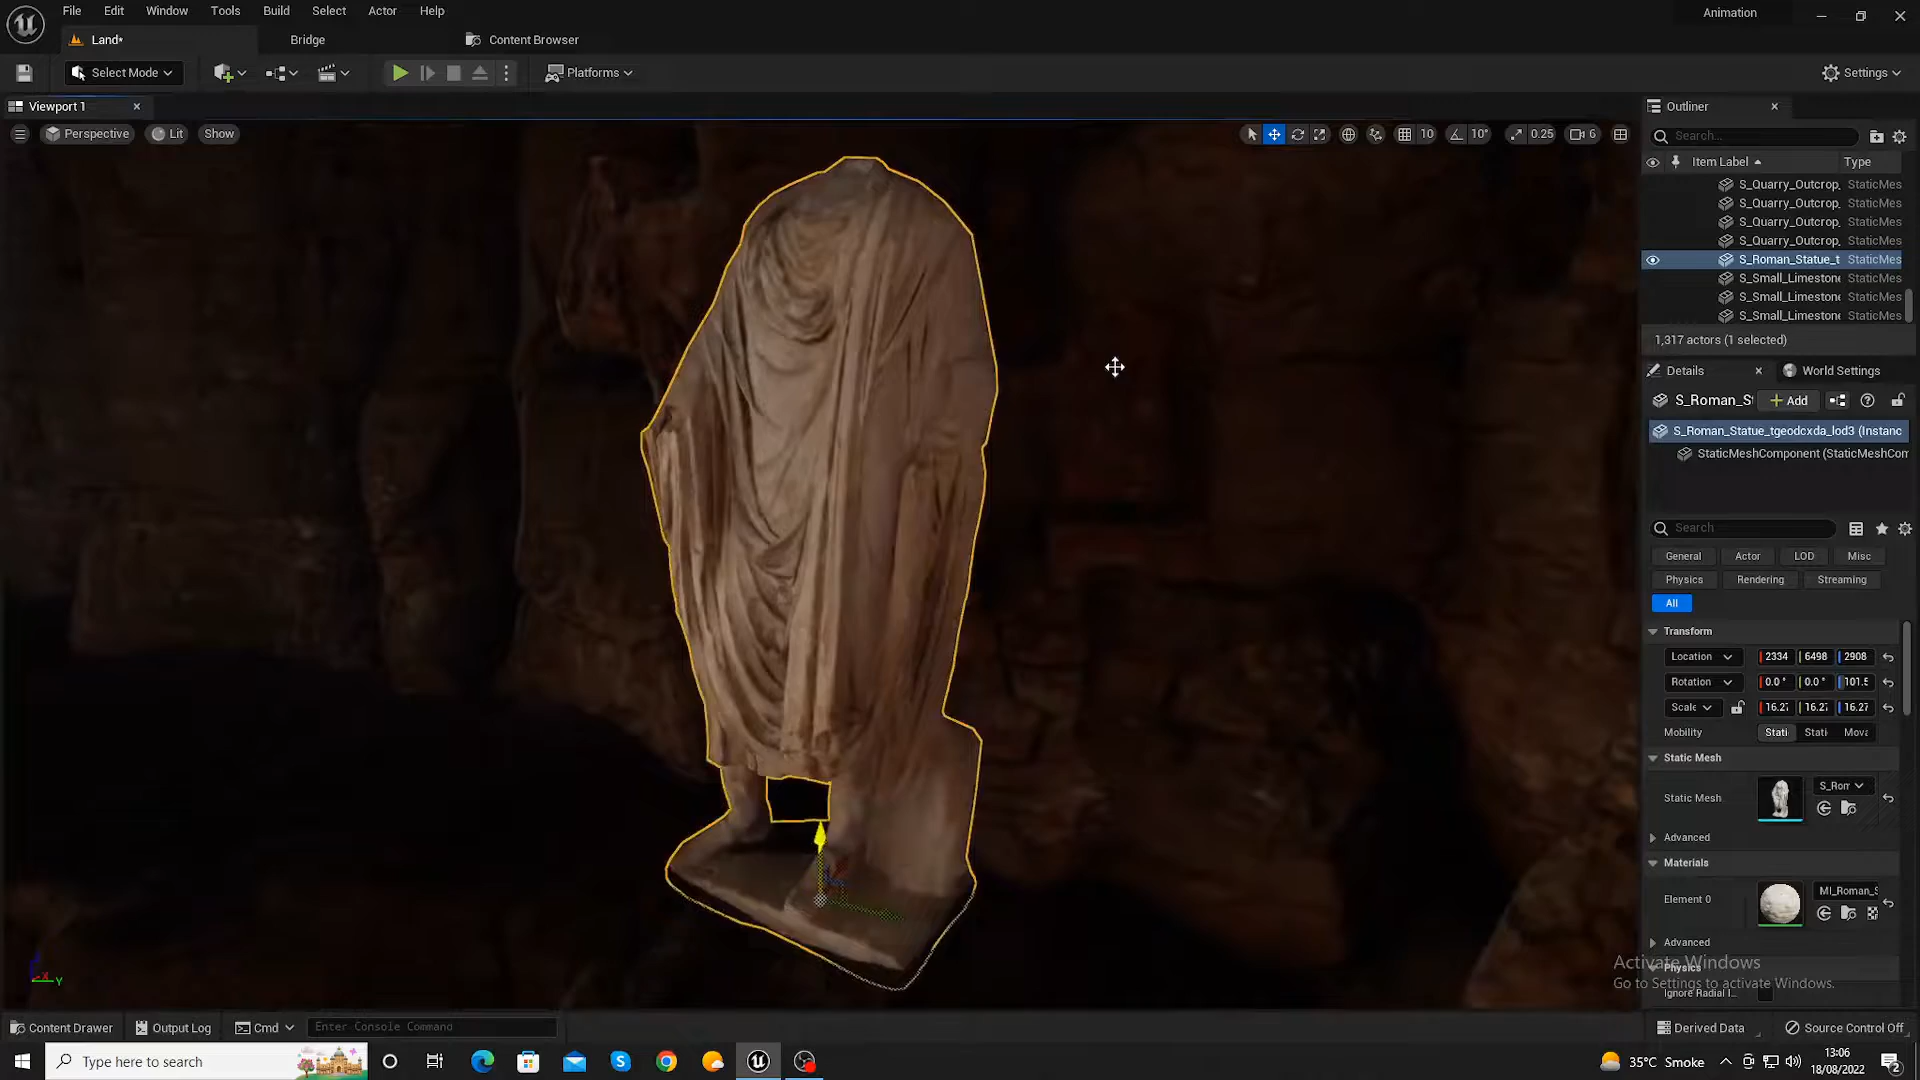 File Edit Window Tools Build Select Actor Help
Animation
Land*
Bridge
Content Browser
Select Mode
Platforms
Settings
Viewport 1
Perspective
Lit
Show
10
10°
0.25
6
Outliner
Search...
Item Label
Type
S_Quarry_Outcrop_ StaticMes
S_Quarry_Outcrop_ StaticMes
S_Quarry_Outcrop_ StaticMes
S_Quarry_Outcrop_ StaticMes
S_Roman_Statue_t StaticMes
S_Small_Limestone StaticMes
S_Small_Limestone StaticMes
S_Small_Limestone StaticMes
1,317 actors (1 selected)
Details
World Settings
S_Roman_S
Add
S_Roman_Statue_tgeodcxda_lod3 (Instanc
StaticMeshComponent (StaticMeshCom
Search
General Actor LOD Misc
Physics Rendering Streaming
All
Transform
Location 2334 6498 2908
Rotation 0.0° 0.0° 101.5
Scale 16.27 16.27 16.27
Mobility Stati Stati Mova
Static Mesh
Static Mesh
S_Rom
Advanced
Materials
Element 0
MI_Roman_S
Advanced
Physics
Ignore Radial I...
Activate Windows
Go to Settings to activate Windows.
Content Drawer
Output Log
Cmd
Enter Console Command
Derived Data
Source Control Off
Type here to search
35°C Smoke
13:06
18/08/2022
2
X
Y